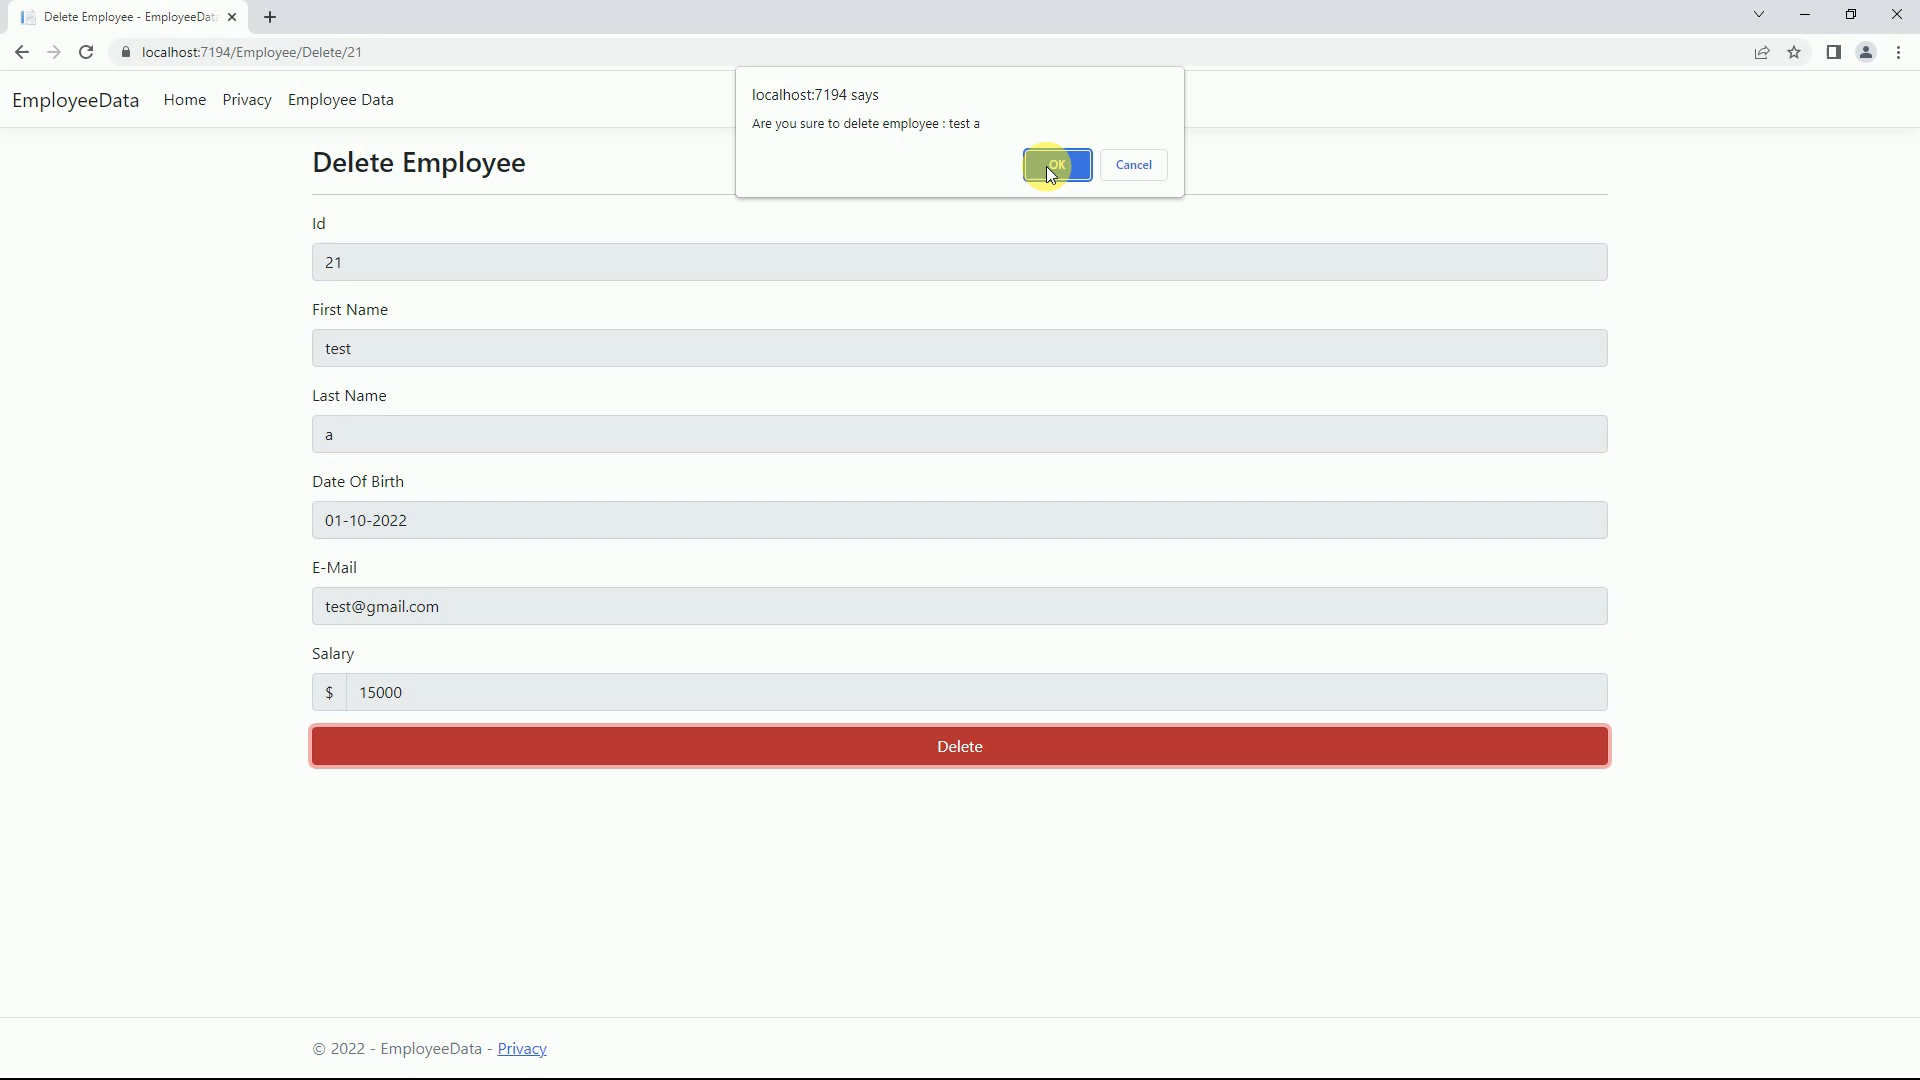 Delete Employee - EmployeeDat
localhost:7194/Employee/Delete/21
EmployeeData Home Privacy Employee Data
localhost:7194 says
Are you sure to delete employee : test a
OK Cancel
Delete Employee
Id
21
First Name
test
Last Name
a
Date Of Birth
01-10-2022
E-Mail
test@gmail.com
Salary
$ 15000
Delete
© 2022 - EmployeeData - Privacy